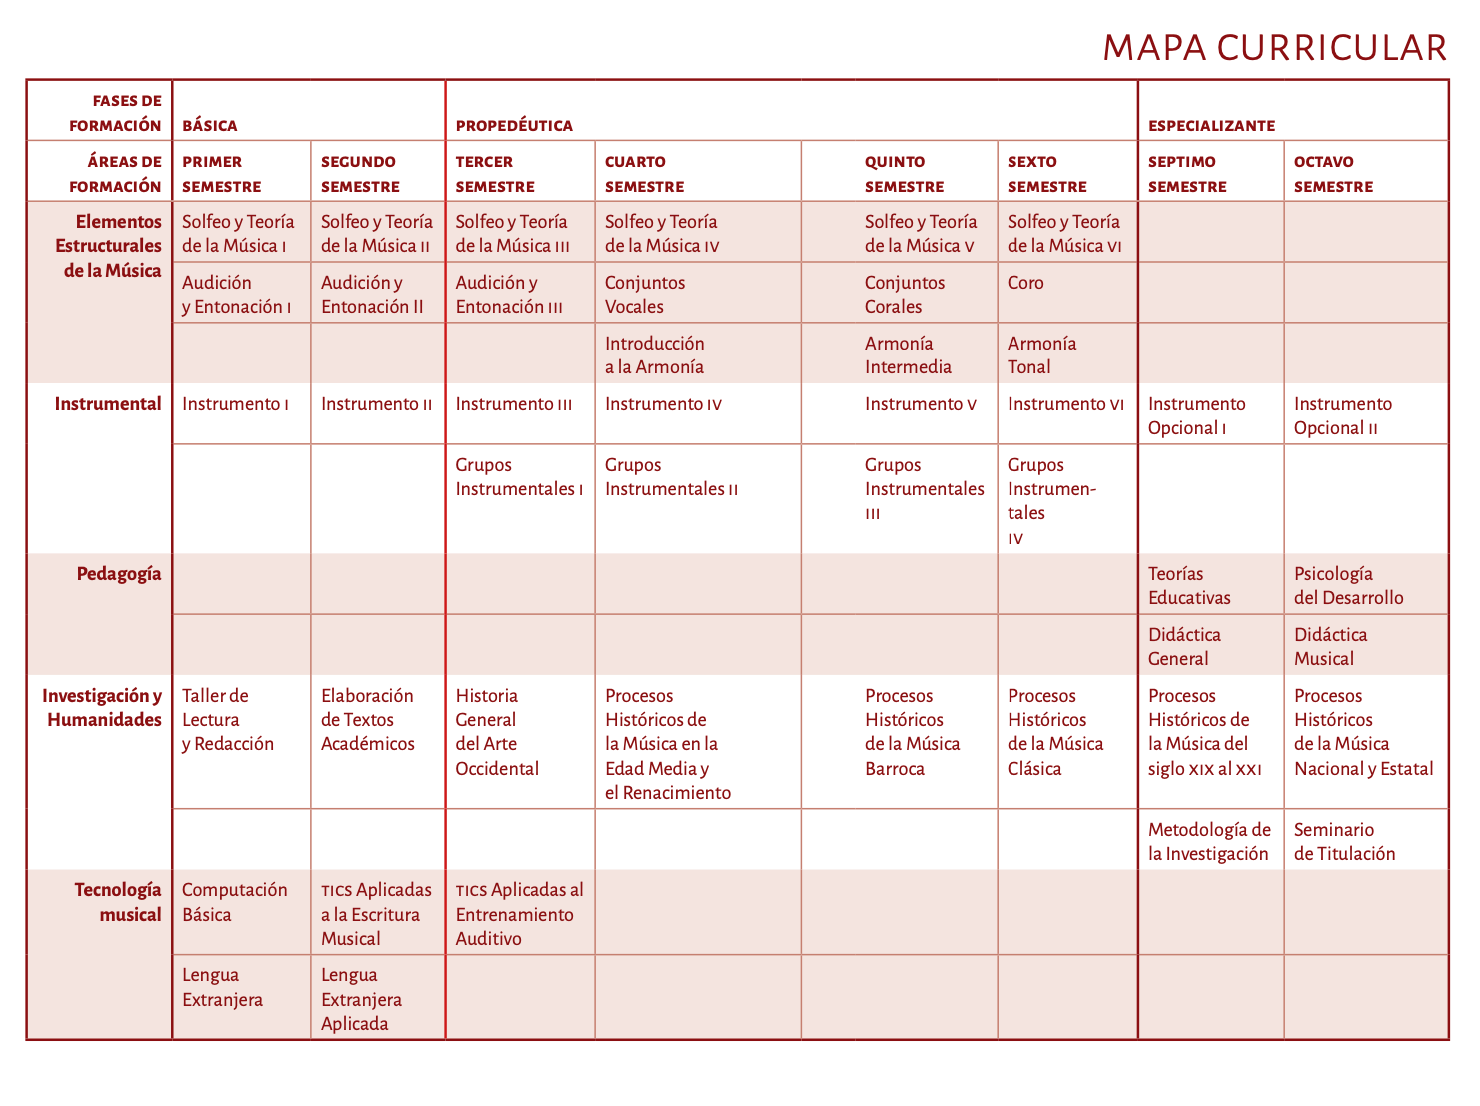 MAPA CURRICULAR
FASES DE
FORMACIÓN
BÁSICA
PROPEDÉUTICA
ESPECIALIZANTE
ÁREAS DE
FORMACIÓN
PRIMER
SEMESTRE
SEGUNDO
SEMESTRE
TERCER
SEMESTRE
CUARTO
SEMESTRE
QUINTO
SEMESTRE
SEXTO
SEMESTRE
SEPTIMO
SEMESTRE
OCTAVO
SEMESTRE
Elementos
Estructurales
de la Música
Solfeo y Teoría
de la Música I
Solfeo y Teoría
de la Música II
Solfeo y Teoría
de la Música III
Solfeo y Teoría
de la Música IV
Solfeo y Teoría
de la Música V
Solfeo y Teoría
de la Música VI
Audición
y Entonación I
Audición y
Entonación ll
Audición y
Entonación III
Conjuntos
Vocales
Conjuntos
Corales
Coro
Introducción
a la Armonía
Armonía
Intermedia
Armonía
Tonal
Instrumental
Instrumento I
Instrumento II
Instrumento III
Instrumento IV
Instrumento V
Instrumento VI
Instrumento
Opcional I
Instrumento
Opcional II
Grupos
Instrumentales I
Grupos
Instrumentales II
Grupos
Instrumentales
III
Grupos
Instrumen-
tales
IV
Pedagogía
Teorías
Educativas
Psicología
del Desarrollo
Didáctica
General
Didáctica
Musical
Investigación y
Humanidades
Taller de
Lectura
y Redacción
Elaboración
de Textos
Académicos
Historia
General
del Arte
Occidental
Procesos
Históricos de
la Música en la
Edad Media y
el Renacimiento
Procesos
Históricos
de la Música
Barroca
Procesos
Históricos
de la Música
Clásica
Procesos
Históricos de
la Música del
siglo XIX al XXI
Procesos
Históricos
de la Música
Nacional y Estatal
Metodología de
la Investigación
Seminario
de Titulación
Tecnología
musical
Computación
Básica
TICS Aplicadas
a la Escritura
Musical
TICS Aplicadas al
Entrenamiento
Auditivo
Lengua
Extranjera
Lengua
Extranjera
Aplicada